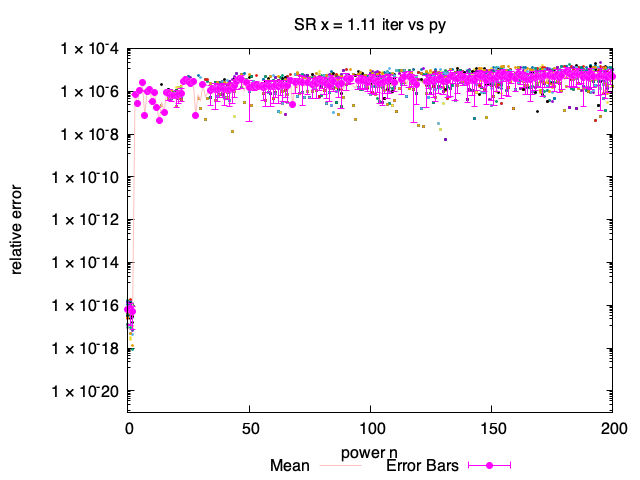 SR x = 1.11 iter vs py
1 × 10-4
1 × 10-6
1 × 10-8
1 × 10-10
1 × 10-12
1 × 10-14
1 × 10-16
1 × 10-18
1 × 10-20
relative error
0 50 100 150 200
power n
Mean Error Bars